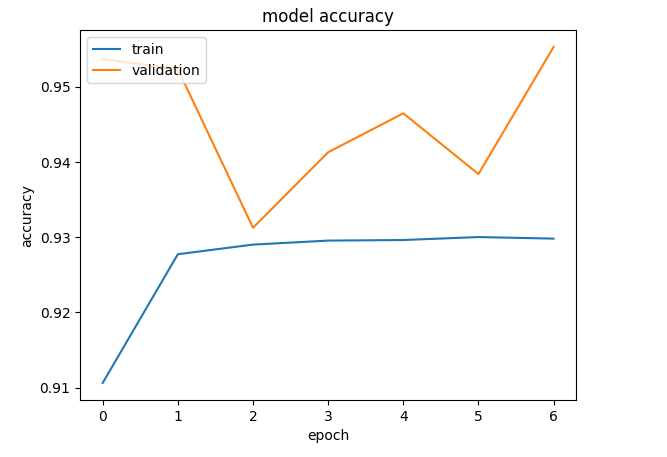 model accuracy
train
validation
0.95
0.94
0.93
0.92
0.91
accuracy
0 1 2 3 4 5 6
epoch